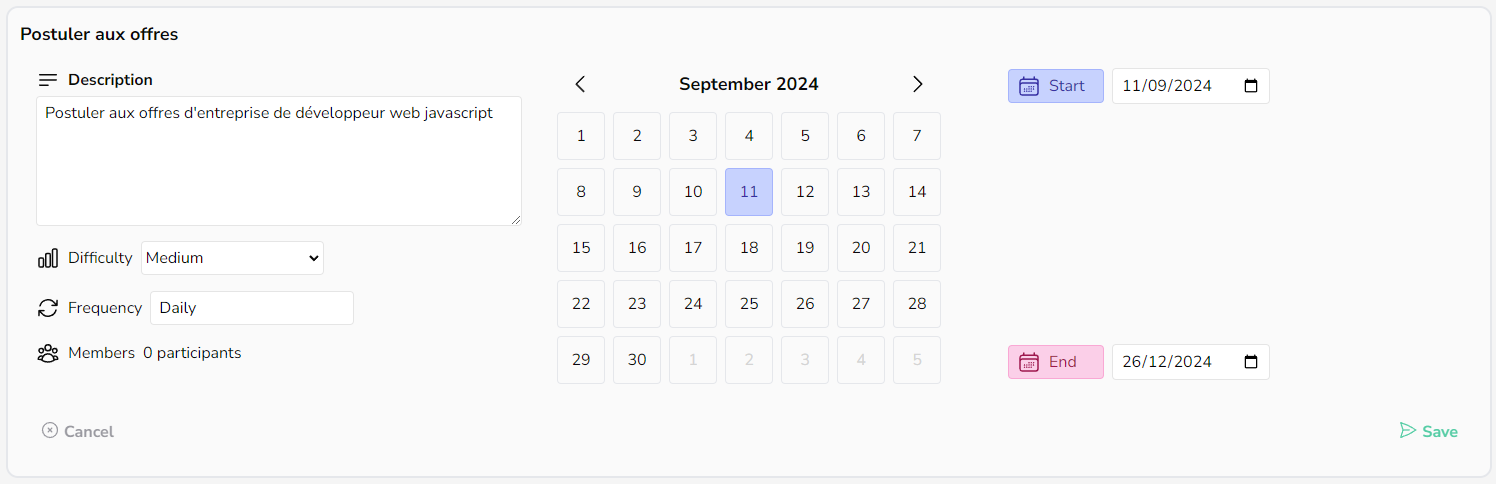 Postuler aux offres
Description
Postuler aux offres d'entreprise de développeur web javascript
Difficulty Medium
Frequency Daily
Members 0 participants
September 2024
1 2 3 4 5 6 7
8 9 10 11 12 13 14
15 16 17 18 19 20 21
22 23 24 25 26 27 28
29 30 1 2 3 4 5
Start 11/09/2024
End 26/12/2024
Cancel
Save